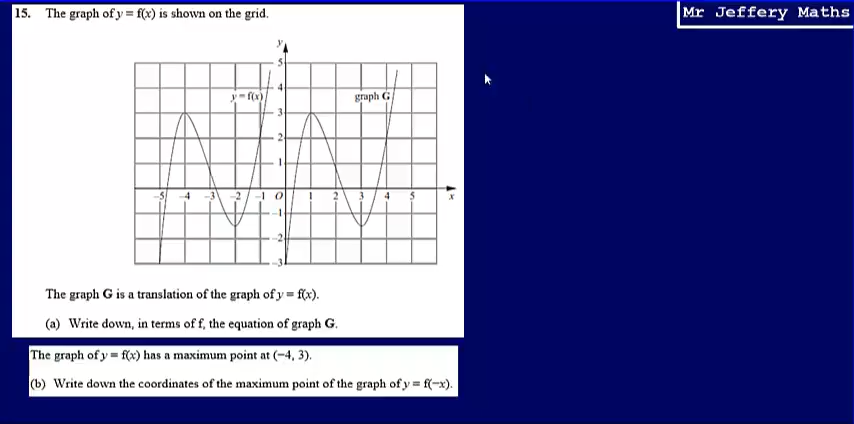 Mr Jeffery Maths
15. The graph of y = f(x) is shown on the grid.
y
5
4
y = f(x)
graph G
3
2
1
-5 -4 -3 -2 -1 O 1 2 3 4 5 x
-1
-2
-3
The graph G is a translation of the graph of y = f(x).
(a) Write down, in terms of f, the equation of graph G.
The graph of y = f(x) has a maximum point at (−4, 3).
(b) Write down the coordinates of the maximum point of the graph of y = f(−x).